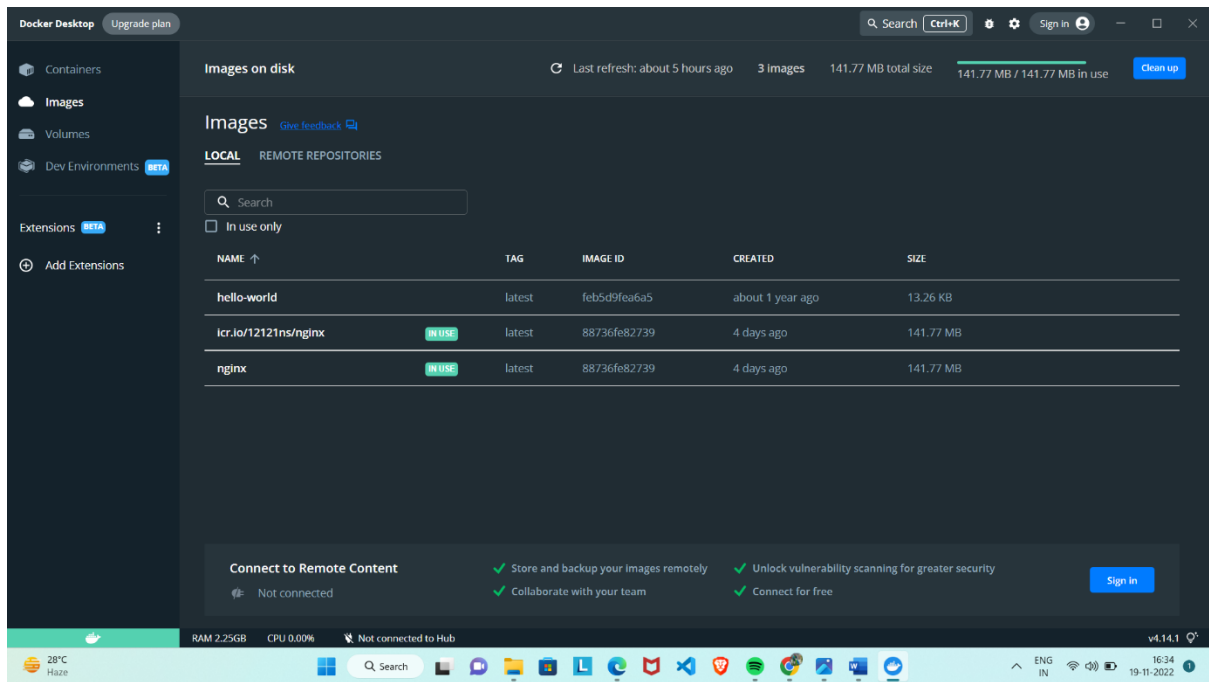 Docker Desktop Upgrade plan Search Ctrl+K Sign in
Containers
Images
Volumes
Dev Environments BETA
Extensions BETA
Add Extensions
Images on disk Last refresh: about 5 hours ago 3 images 141.77 MB total size 141.77 MB / 141.77 MB in use Clean up
Images Give feedback
LOCAL REMOTE REPOSITORIES
Search
In use only
NAME TAG IMAGE ID CREATED SIZE
hello-world latest feb5d9fea6a5 about 1 year ago 13.26 KB
icr.io/12121ns/nginx IN USE latest 88736fe82739 4 days ago 141.77 MB
nginx IN USE latest 88736fe82739 4 days ago 141.77 MB
Connect to Remote Content
Not connected
Store and backup your images remotely Unlock vulnerability scanning for greater security
Collaborate with your team Connect for free
Sign in
RAM 2.25GB CPU 0.00% Not connected to Hub v4.14.1
28°C
Haze
Search
ENG
IN
16:34
19-11-2022
1